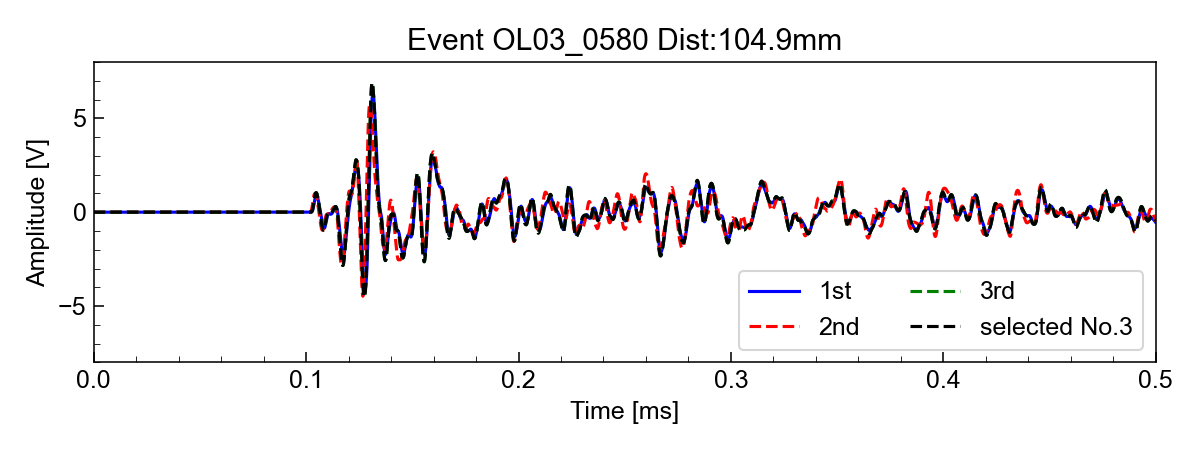 Event OL03_0580 Dist:104.9mm
Amplitude [V]
5
0
−5
1st
2nd
3rd
selected No.3
0.0 0.1 0.2 0.3 0.4 0.5
Time [ms]